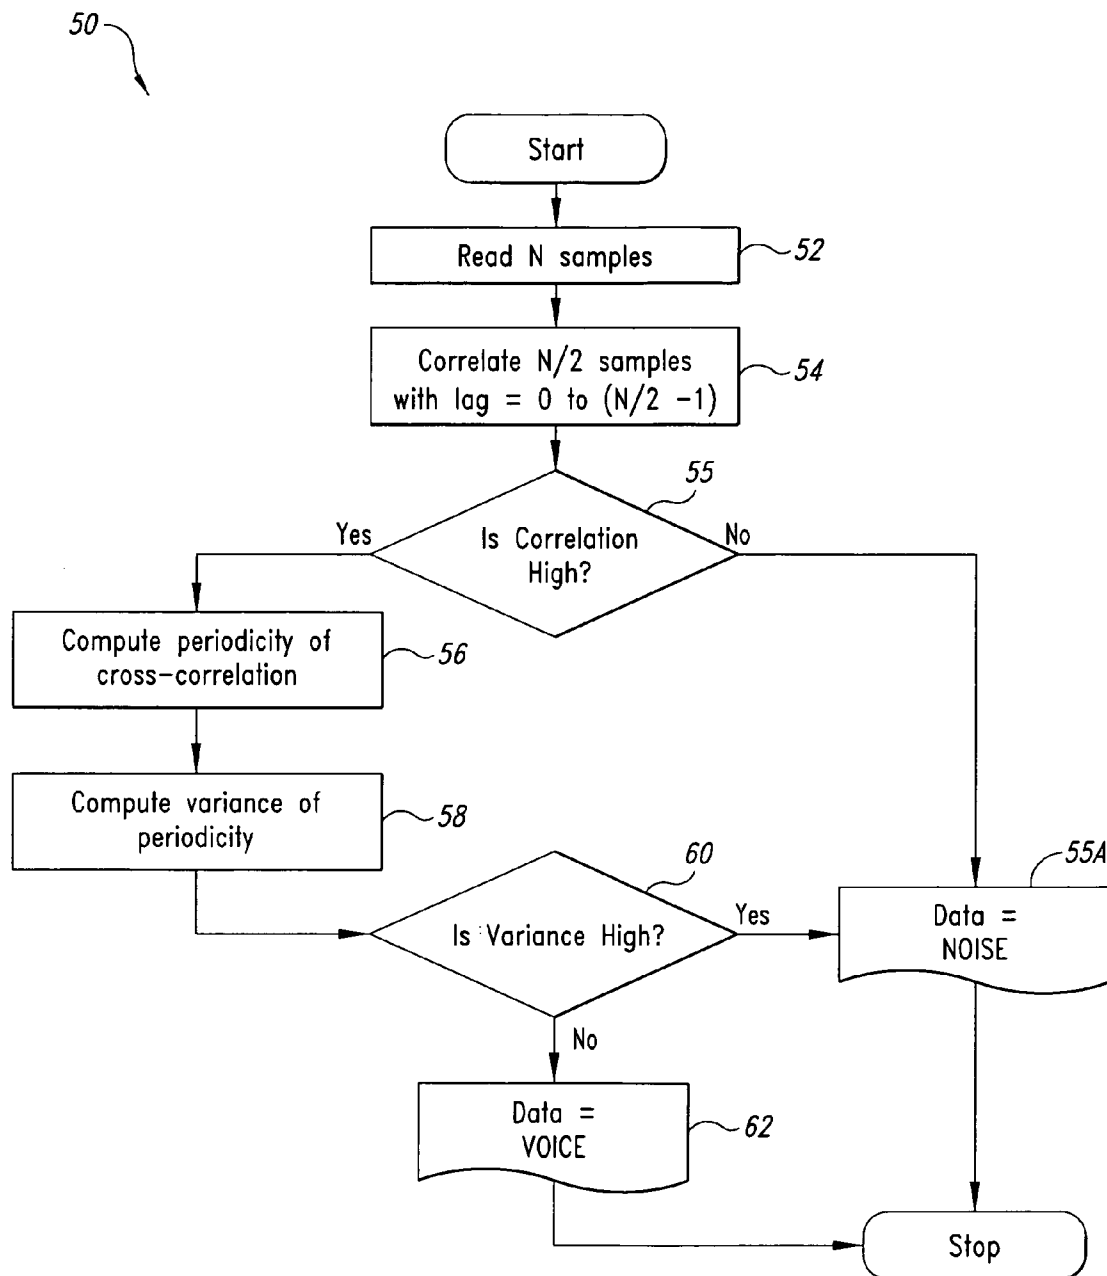 50
Start
Read N samples
52
Correlate N/2 samples
with lag = 0 to (N/2 -1)
54
55
Yes
Is Correlation
High?
No
Compute periodicity of
cross-correlation
56
Compute variance of
periodicity
58
60
Is Variance High?
Yes
55A
Data =
NOISE
No
Data =
VOICE
62
Stop